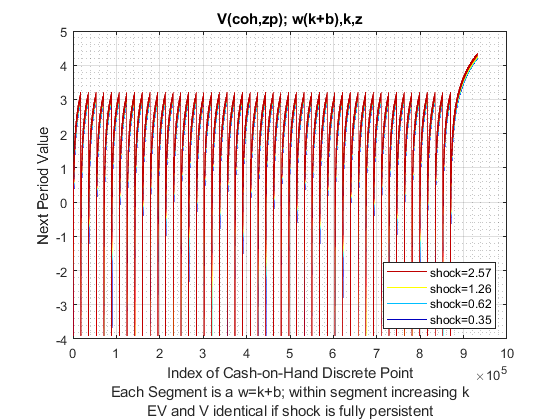 V(coh,zp); w(k+b),k,z
5
4
3
2
1
0
-1
-2
-3
-4
Next Period Value
shock=2.57
shock=1.26
shock=0.62
shock=0.35
0 1 2 3 4 5 6 7 8 9 10
×10^5
Index of Cash-on-Hand Discrete Point
Each Segment is a w=k+b; within segment increasing k
EV and V identical if shock is fully persistent